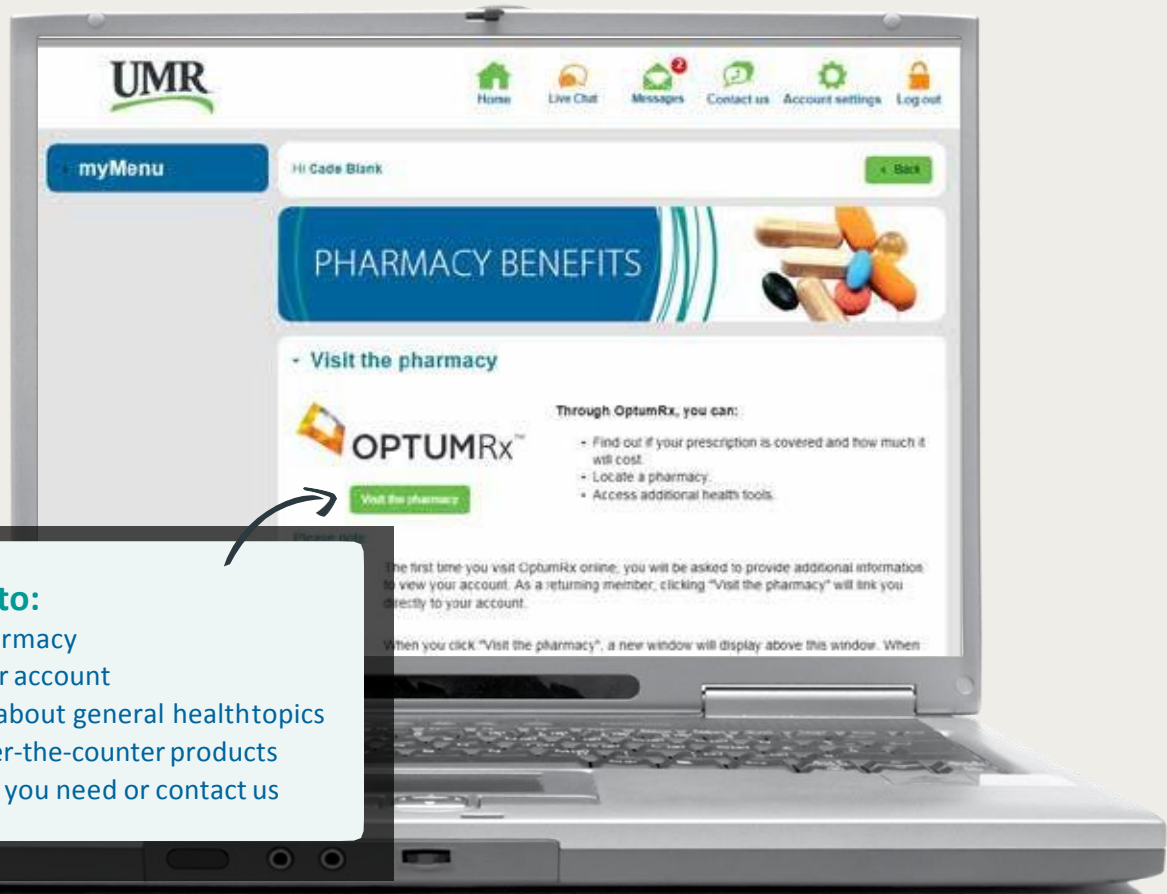 UMR
Home
Live Chat
2
Messages
Contact us
Account settings
Log out
myMenu
Hi Cade Blank
Back
PHARMACY BENEFITS
Visit the pharmacy
OPTUMRx™
Visit the pharmacy
Through OptumRx, you can:
- Find out if your prescription is covered and how much it
will cost.
- Locate a pharmacy.
- Access additional health tools.
Please note
The first time you visit OptumRx online, you will be asked to provide additional information
to view your account. As a returning member, clicking "Visit the pharmacy" will link you
directly to your account.
When you click "Visit the pharmacy", a new window will display above this window. When
to:
rmacy
r account
about general healthtopics
er-the-counter products
you need or contact us